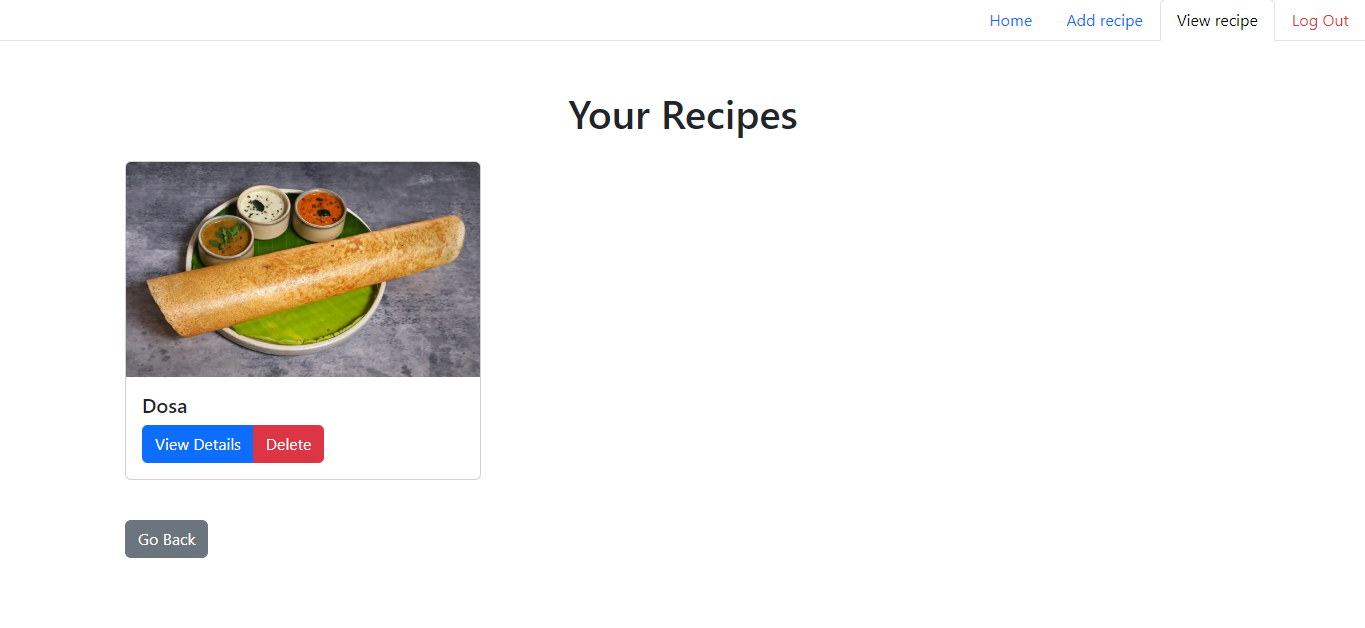 Home Add recipe View recipe Log Out
Your Recipes
Dosa
View Details Delete
Go Back